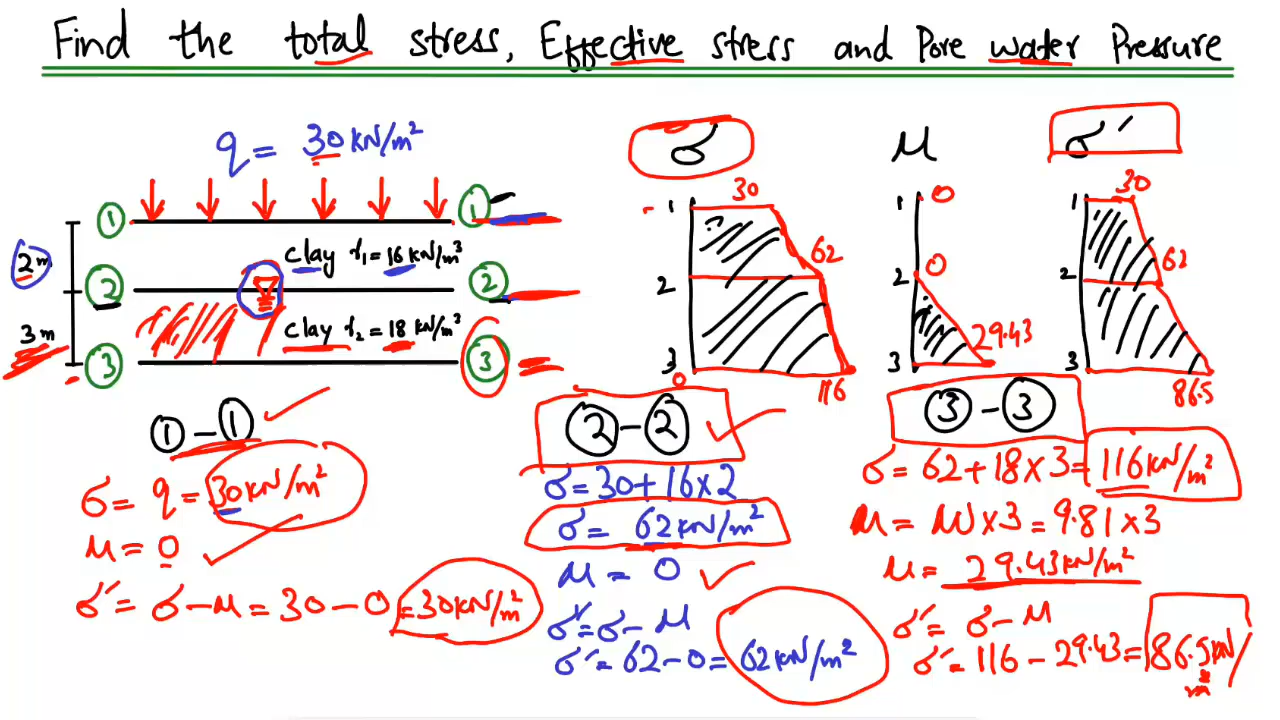 Find the total stress, Effective stress and Pore water Pressure
q = 30 kN/m²
1 1
2m
clay γ₁ = 16 kN/m³
2 2
3m
clay γ₂ = 18 kN/m³
3 3
σ
1 30
2 62
3 0 116
μ
1 0
2 0
3 29.43
σ′
1 30
2 62
3 86.5
1 – 1
σ = q = 30 kN/m²
μ = 0
σ′ = σ – μ = 30 – 0 = 30 kN/m²
2 – 2
σ = 30 + 16 × 2
σ = 62 kN/m²
μ = 0
σ′ = σ – μ
σ′ = 62 – 0 = 62 kN/m²
3 – 3
σ = 62 + 18 × 3 = 116 kN/m²
μ = W × 3 = 9.81 × 3
μ = 29.43 kN/m²
σ′ = σ – μ
σ′ = 116 – 29.43 = 86.5 kN/m²